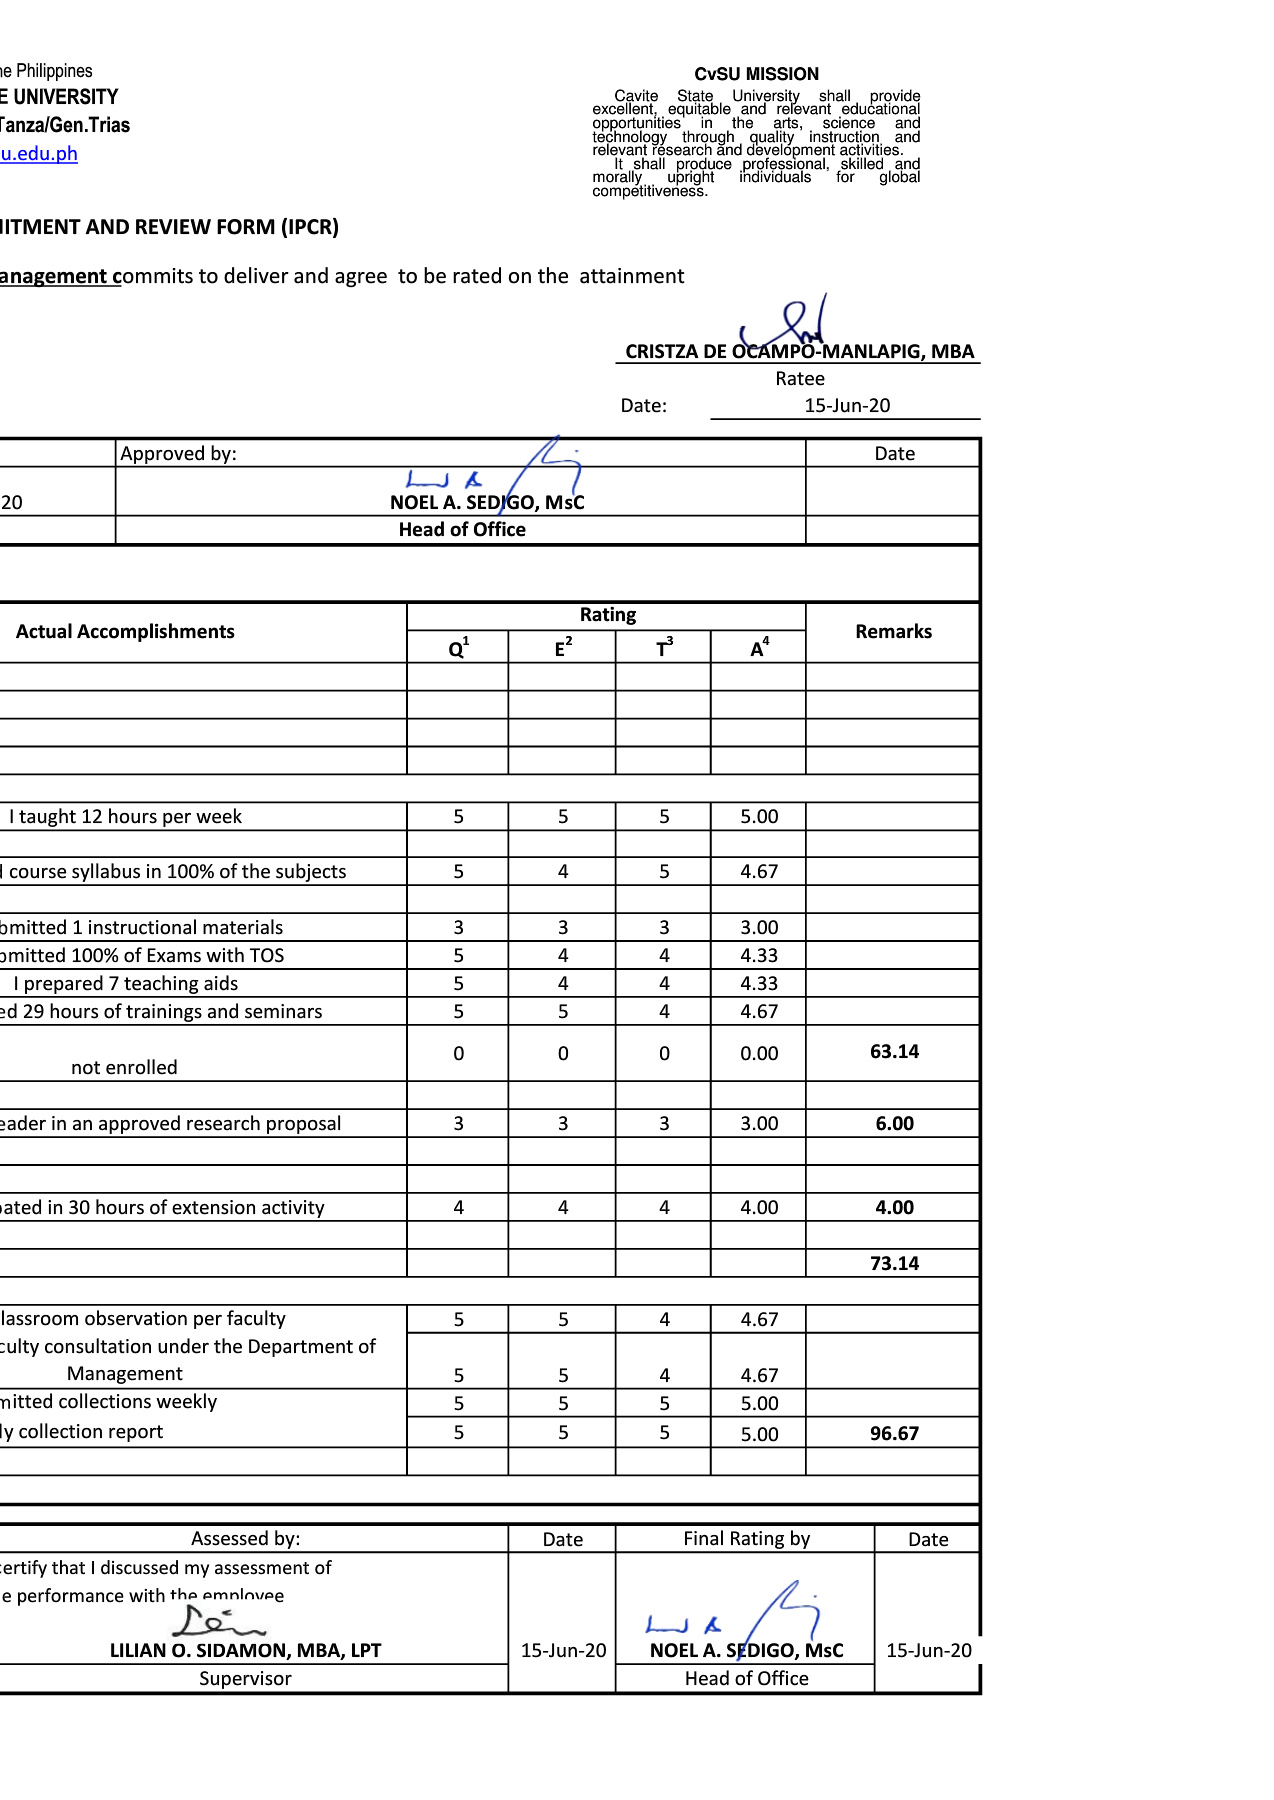 ne Philippines
E UNIVERSITY
Tanza/Gen.Trias
u.edu.ph
CvSU MISSION
Cavite State University shall provide
excellent, equitable and relevant educational
opportunities in the arts, science and
technology through quality instruction and
relevant research and development activities.
It shall produce professional, skilled and
morally upright individuals for global
competitiveness.
MITMENT AND REVIEW FORM (IPCR)
anagement commits to deliver and agree to be rated on the attainment
CRISTZA DE OCAMPO-MANLAPIG, MBA
Ratee
Date: 15-Jun-20
Approved by: Date
20 NOEL A. SEDIGO, MsC
Head of Office
Actual Accomplishments Rating Remarks
Q¹ E² T³ A⁴
I taught 12 hours per week 5 5 5 5.00
d course syllabus in 100% of the subjects 5 4 5 4.67
bmitted 1 instructional materials 3 3 3 3.00
bmitted 100% of Exams with TOS 5 4 4 4.33
I prepared 7 teaching aids 5 4 4 4.33
ed 29 hours of trainings and seminars 5 5 4 4.67
not enrolled 0 0 0 0.00 63.14
eader in an approved research proposal 3 3 3 3.00 6.00
pated in 30 hours of extension activity 4 4 4 4.00 4.00
73.14
lassroom observation per faculty 5 5 4 4.67
culty consultation under the Department of
Management 5 5 4 4.67
mitted collections weekly 5 5 5 5.00
ly collection report 5 5 5 5.00 96.67
Assessed by: Date Final Rating by Date
certify that I discussed my assessment of
e performance with the employee
LILIAN O. SIDAMON, MBA, LPT 15-Jun-20 NOEL A. SEDIGO, MsC 15-Jun-20
Supervisor Head of Office